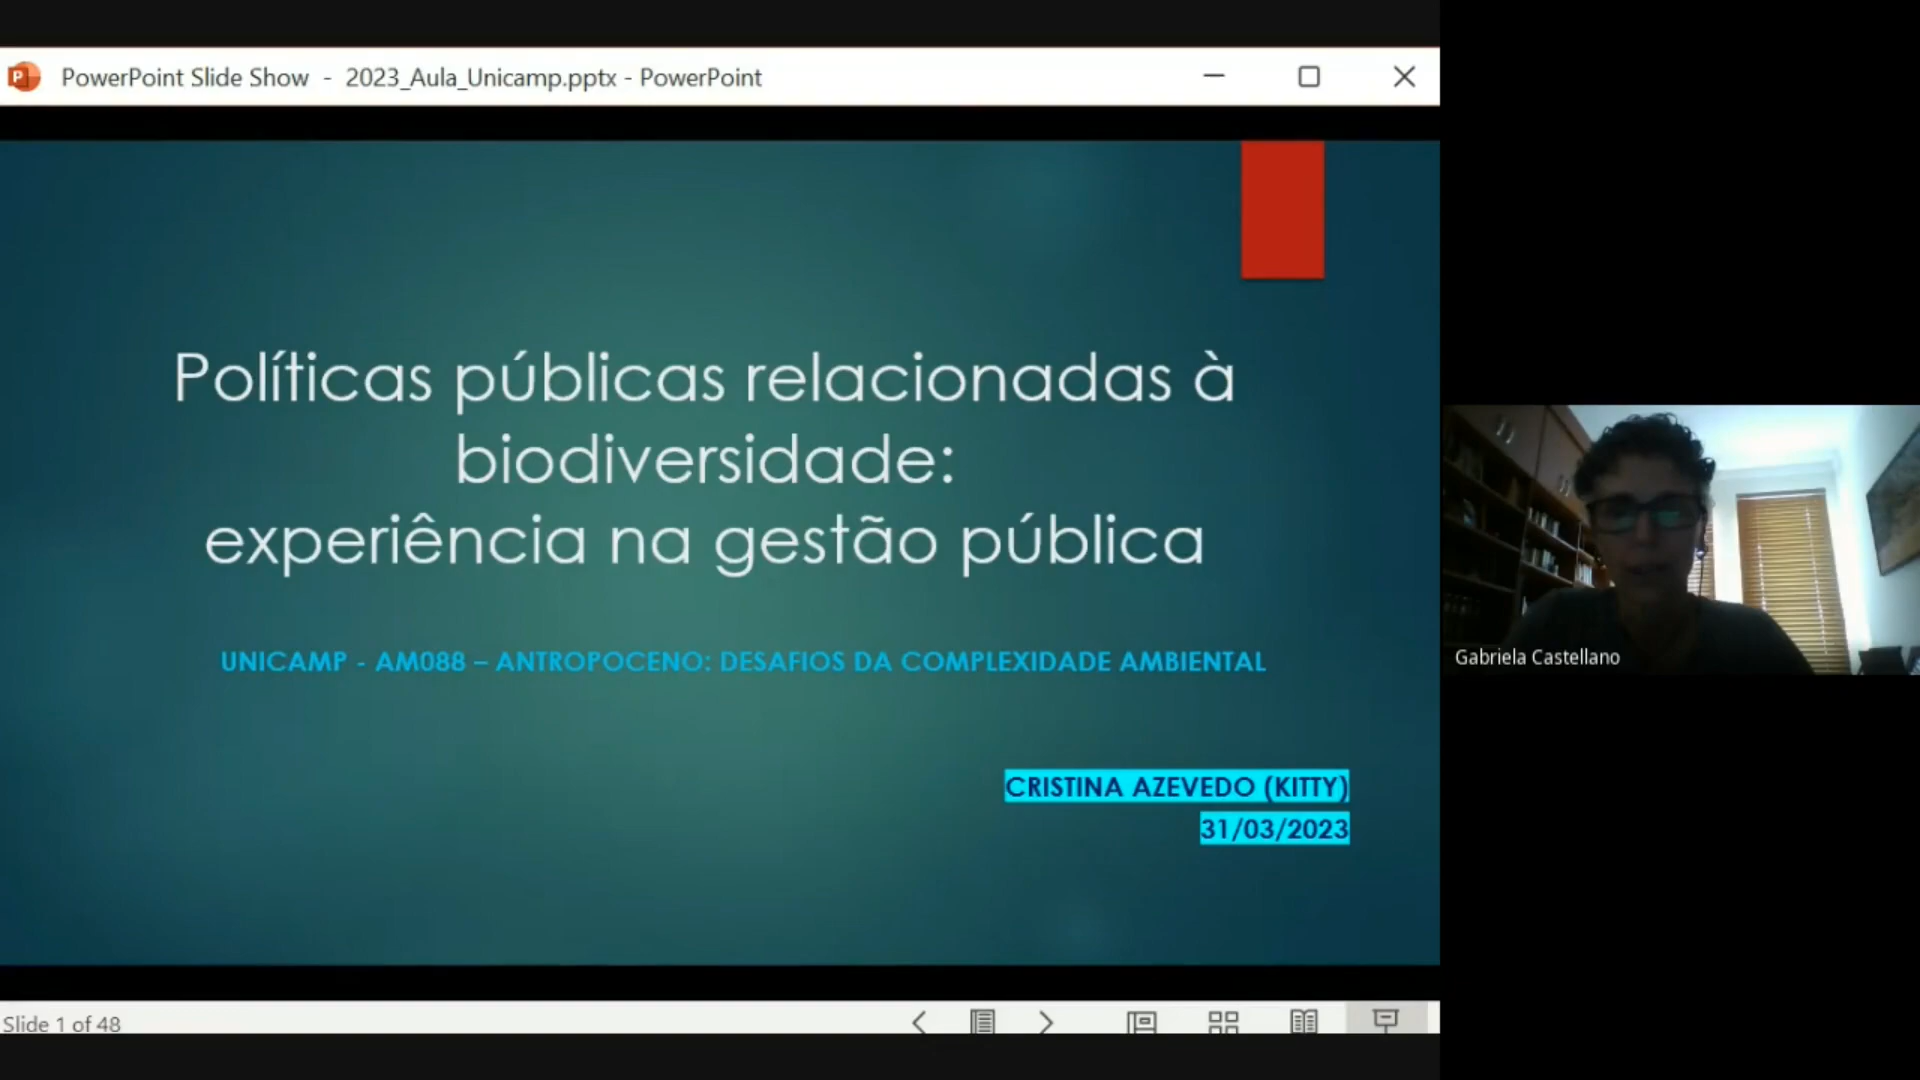 PowerPoint Slide Show - 2023_Aula_Unicamp.pptx - PowerPoint
Políticas públicas relacionadas à
biodiversidade:
experiência na gestão pública
UNICAMP - AM088 – ANTROPOCENO: DESAFIOS DA COMPLEXIDADE AMBIENTAL
CRISTINA AZEVEDO (KITTY)
31/03/2023
Gabriela Castellano
Slide 1 of 48